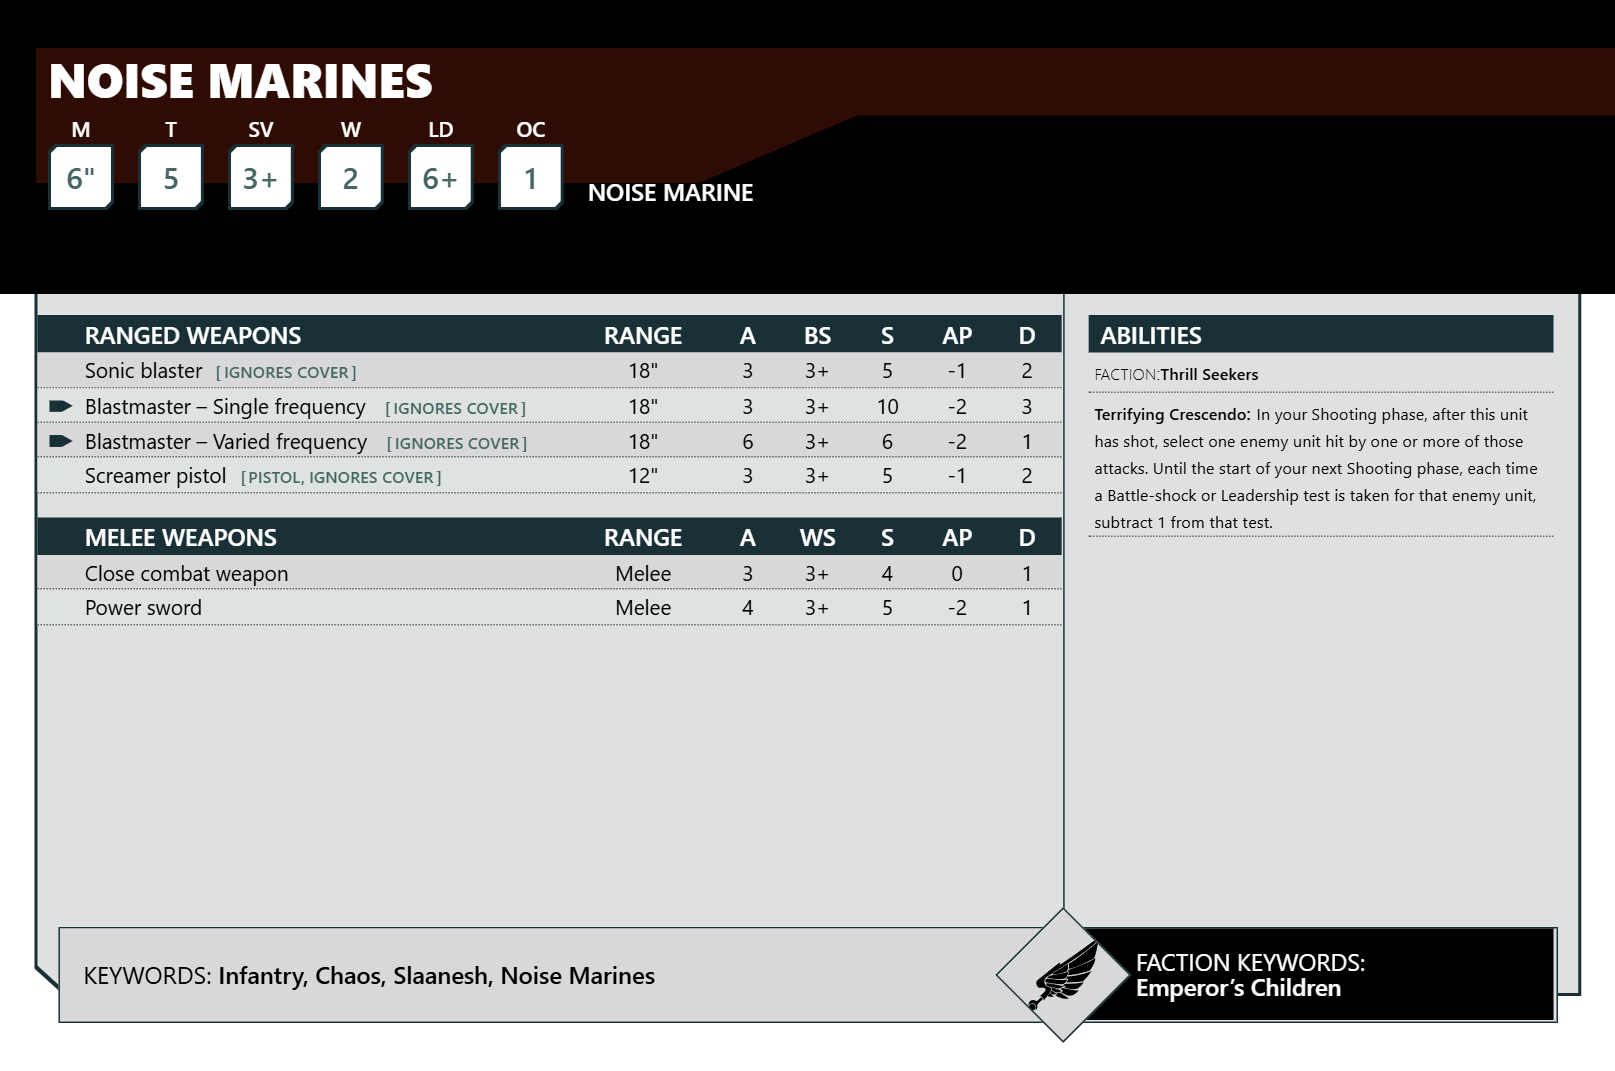 NOISE MARINES
M T SV W LD OC
6" 5 3+ 2 6+ 1 NOISE MARINE
RANGED WEAPONS RANGE A BS S AP D
Sonic blaster [IGNORES COVER] 18" 3 3+ 5 -1 2
Blastmaster – Single frequency [IGNORES COVER] 18" 3 3+ 10 -2 3
Blastmaster – Varied frequency [IGNORES COVER] 18" 6 3+ 6 -2 1
Screamer pistol [PISTOL, IGNORES COVER] 12" 3 3+ 5 -1 2
MELEE WEAPONS RANGE A WS S AP D
Close combat weapon Melee 3 3+ 4 0 1
Power sword Melee 4 3+ 5 -2 1
ABILITIES
FACTION:Thrill Seekers
Terrifying Crescendo: In your Shooting phase, after this unit
has shot, select one enemy unit hit by one or more of those
attacks. Until the start of your next Shooting phase, each time
a Battle-shock or Leadership test is taken for that enemy unit,
subtract 1 from that test.
KEYWORDS: Infantry, Chaos, Slaanesh, Noise Marines
FACTION KEYWORDS:
Emperor’s Children